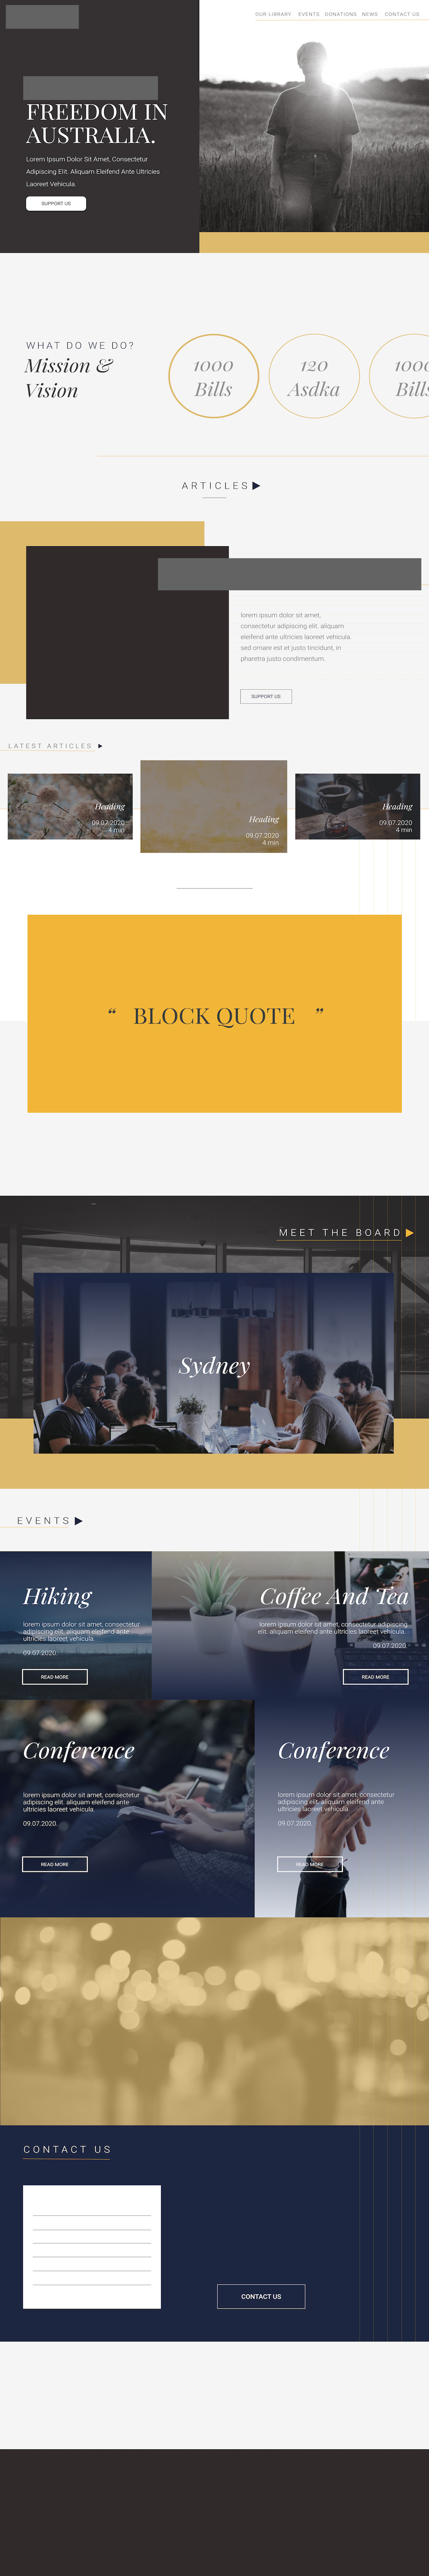 OUR LIBRARY EVENTS DONATIONS NEWS CONTACT US
FREEDOM IN
AUSTRALIA.
Lorem Ipsum Dolor Sit Amet, Consectetur
Adipiscing Elit. Aliquam Eleifend Ante Ultricies
Laoreet Vehicula.
SUPPORT US
WHAT DO WE DO?
Mission &
Vision
1000
Bills
120
Asdka
1000
Bills
ARTICLES
lorem ipsum dolor sit amet,
consectetur adipiscing elit. aliquam
eleifend ante ultricies laoreet vehicula.
sed ornare est et justo tincidunt, in
pharetra justo condimentum.
SUPPORT US
LATEST ARTICLES
Heading
09.07.2020
4 min
Heading
09.07.2020
4 min
Heading
09.07.2020
4 min
“ BLOCK QUOTE ”
MEET THE BOARD
Sydney
EVENTS
Hiking
lorem ipsum dolor sit amet, consectetur
adipiscing elit. aliquam eleifend ante
ultricies laoreet vehicula.
09.07.2020.
READ MORE
Coffee And Tea
lorem ipsum dolor sit amet, consectetur adipiscing
elit. aliquam eleifend ante ultricies laoreet vehicula.
09.07.2020.
READ MORE
Conference
lorem ipsum dolor sit amet, consectetur
adipiscing elit. aliquam eleifend ante
ultricies laoreet vehicula.
09.07.2020.
READ MORE
Conference
lorem ipsum dolor sit amet, consectetur
adipiscing elit. aliquam eleifend ante
ultricies laoreet vehicula.
09.07.2020.
READ MORE
CONTACT US
CONTACT US